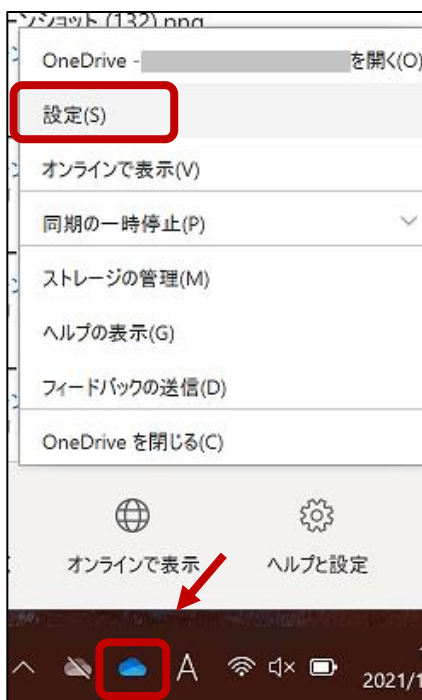 ーンショット (132).png
OneDrive - を開く(O)
設定(S)
オンラインで表示(V)
同期の一時停止(P)
ストレージの管理(M)
ヘルプの表示(G)
フィードバックの送信(D)
OneDrive を閉じる(C)
オンラインで表示 ヘルプと設定
A
2021/1